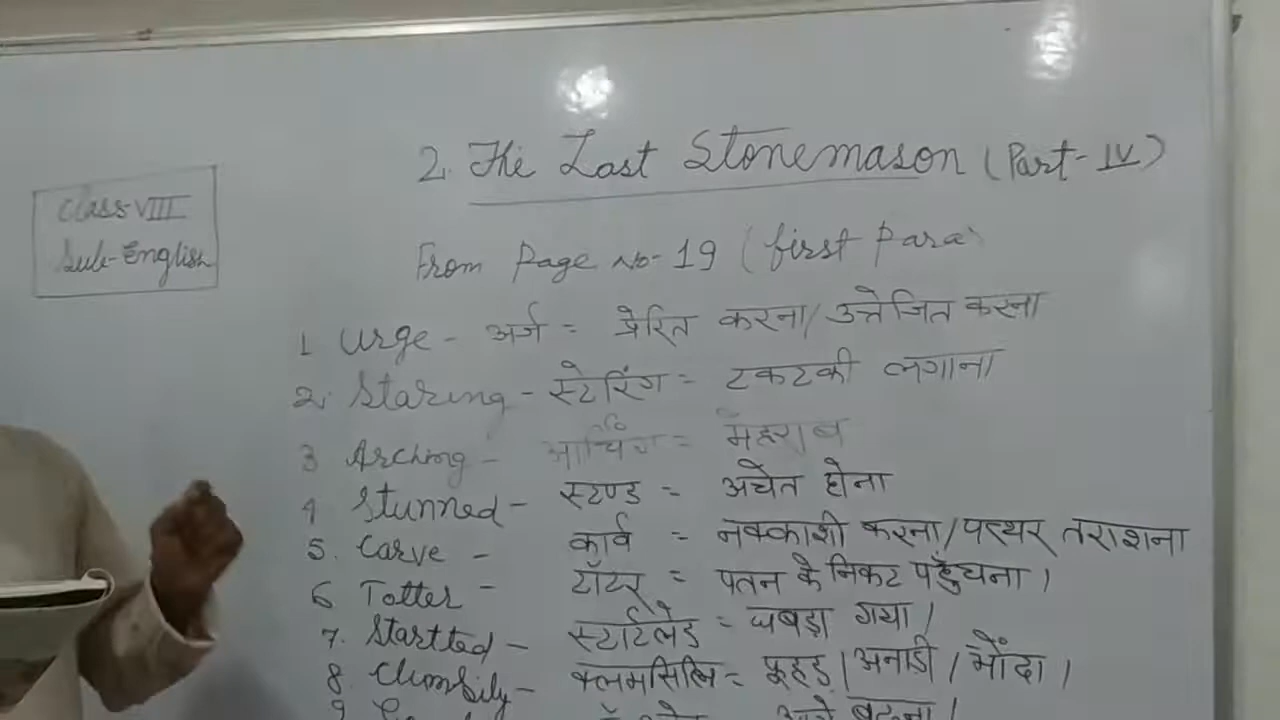 Class-VIII
Sub-English
2. The Last Stonemason (Part-IV)
From Page No-19 (first Para)
1 Urge - अर्ज = प्रेरित करना/उत्तेजित करना
2. Staring - स्टेरिंग = टकटकी लगाना
3 Arching - आर्चिंग = मेहराब
4 Stunned - स्टण्ड = अचेत होना
5. Carve - कार्व = नक्काशी करना/पत्थर तराशना
6 Totter - टॉटर = पतन के निकट पहुँचना।
7. Startted - स्टार्टलेड = घबड़ा गया।
8. Clumsily - क्लमसिलि = फूहड़।अनाड़ी/भोंदा।
9